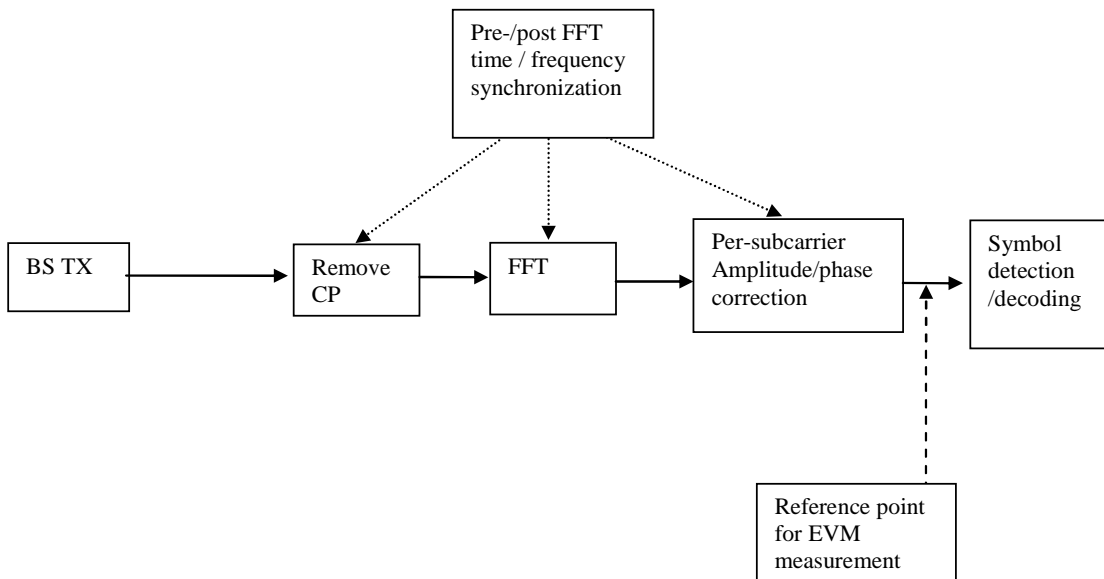 Pre-/post FFT
time / frequency
synchronization
BS TX
Remove
CP
FFT
Per-subcarrier
Amplitude/phase
correction
Symbol
detection
/decoding
Reference point
for EVM
measurement